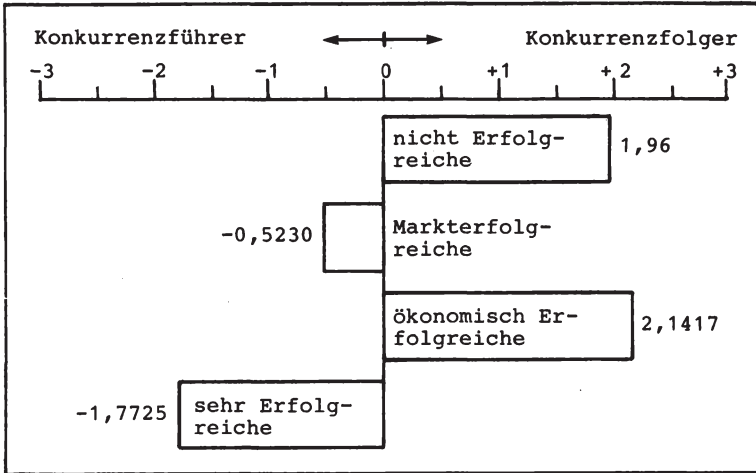 Konkurrenzführer Konkurrenzfolger
-3 -2 -1 0 +1 +2 +3
nicht Erfolg-
reiche 1,96
-0,5230 Markterfolg-
reiche
ökonomisch Er-
folgreiche 2,1417
-1,7725 sehr Erfolg-
reiche